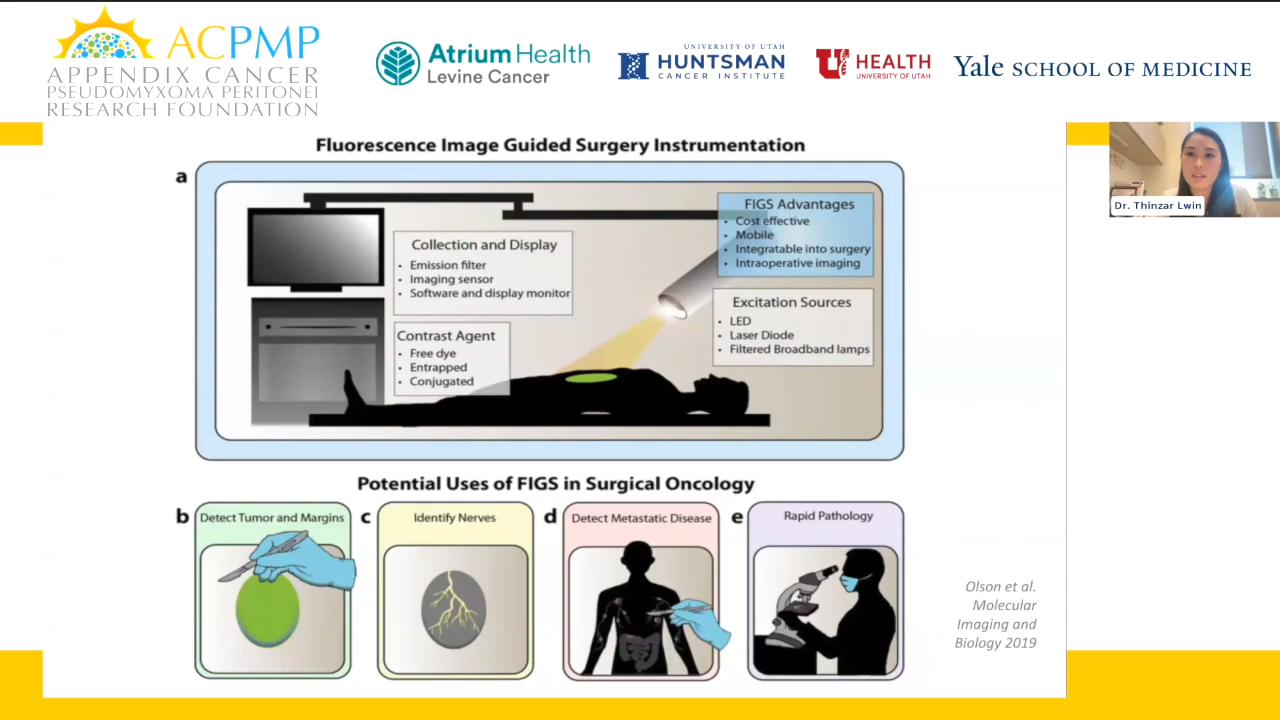 ACPMP
APPENDIX CANCER
PSEUDOMYXOMA PERITONEI
RESEARCH FOUNDATION
Atrium Health
Levine Cancer
UNIVERSITY OF UTAH
HUNTSMAN
CANCER INSTITUTE
U
HEALTH
UNIVERSITY OF UTAH
Yale SCHOOL OF MEDICINE
Dr. Thinzar Lwin
Fluorescence Image Guided Surgery Instrumentation
a
Collection and Display
• Emission filter
• Imaging sensor
• Software and display monitor
Contrast Agent
• Free dye
• Entrapped
• Conjugated
FIGS Advantages
• Cost effective
• Mobile
• Integratable into surgery
• Intraoperative imaging
Excitation Sources
• LED
• Laser Diode
• Filtered Broadband lamps
Potential Uses of FIGS in Surgical Oncology
b Detect Tumor and Margins
c Identify Nerves
d Detect Metastatic Disease
e Rapid Pathology
Olson et al.
Molecular
Imaging and
Biology 2019